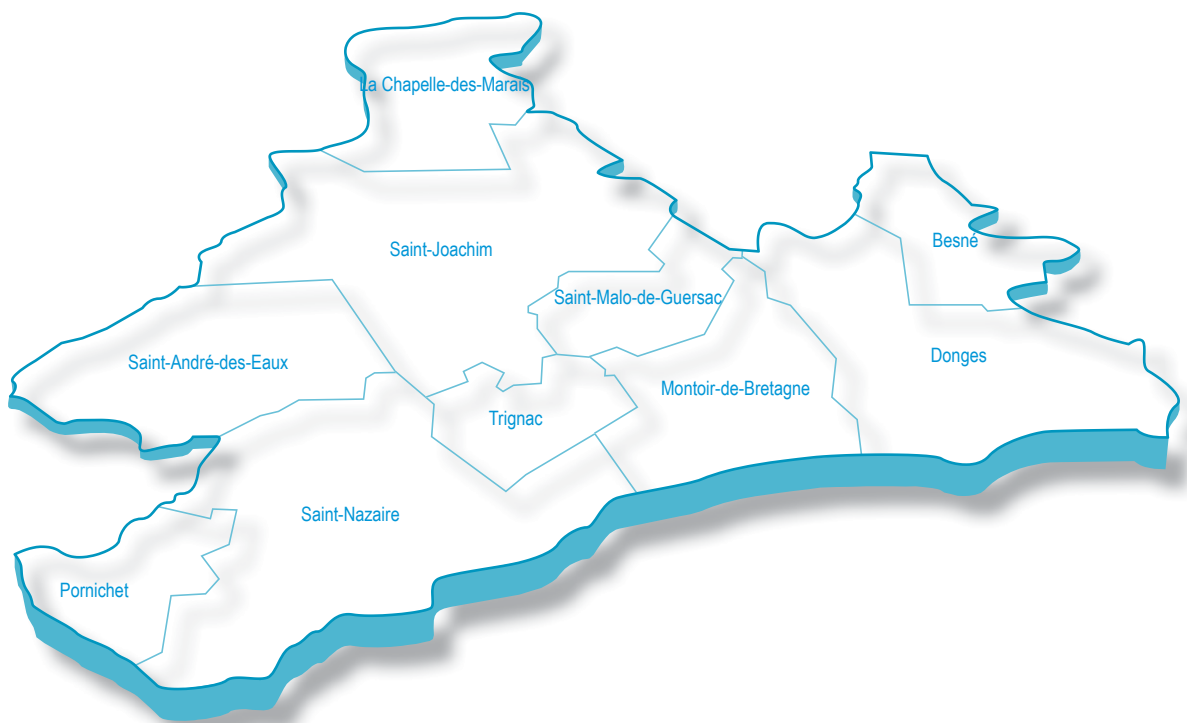 La Chapelle-des-Marais
Saint-Joachim
Besné
Saint-Malo-de-Guersac
Saint-André-des-Eaux
Donges
Montoir-de-Bretagne
Trignac
Saint-Nazaire
Pornichet